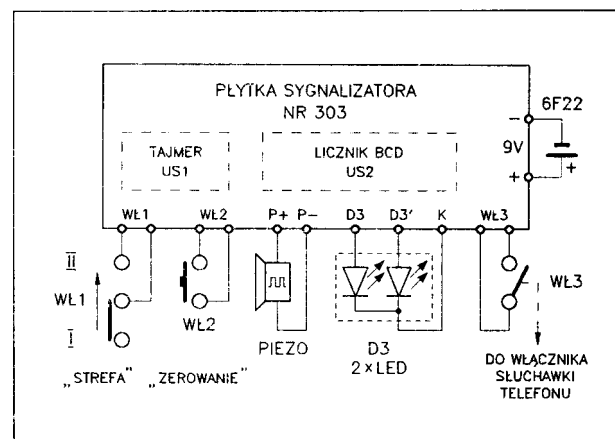 PŁYTKA SYGNALIZATORA
NR 303
TAJMER
US1
LICZNIK BCD
US2
6F22
−
9V
+
+
WŁ1 WŁ2 P+ P− D3 D3' K WŁ3
II
WŁ1
I
WŁ2
PIEZO
D3
2×LED
WŁ3
„STREFA" „ZEROWANIE"
DO WŁĄCZNIKA
SŁUCHAWKI
TELEFONU